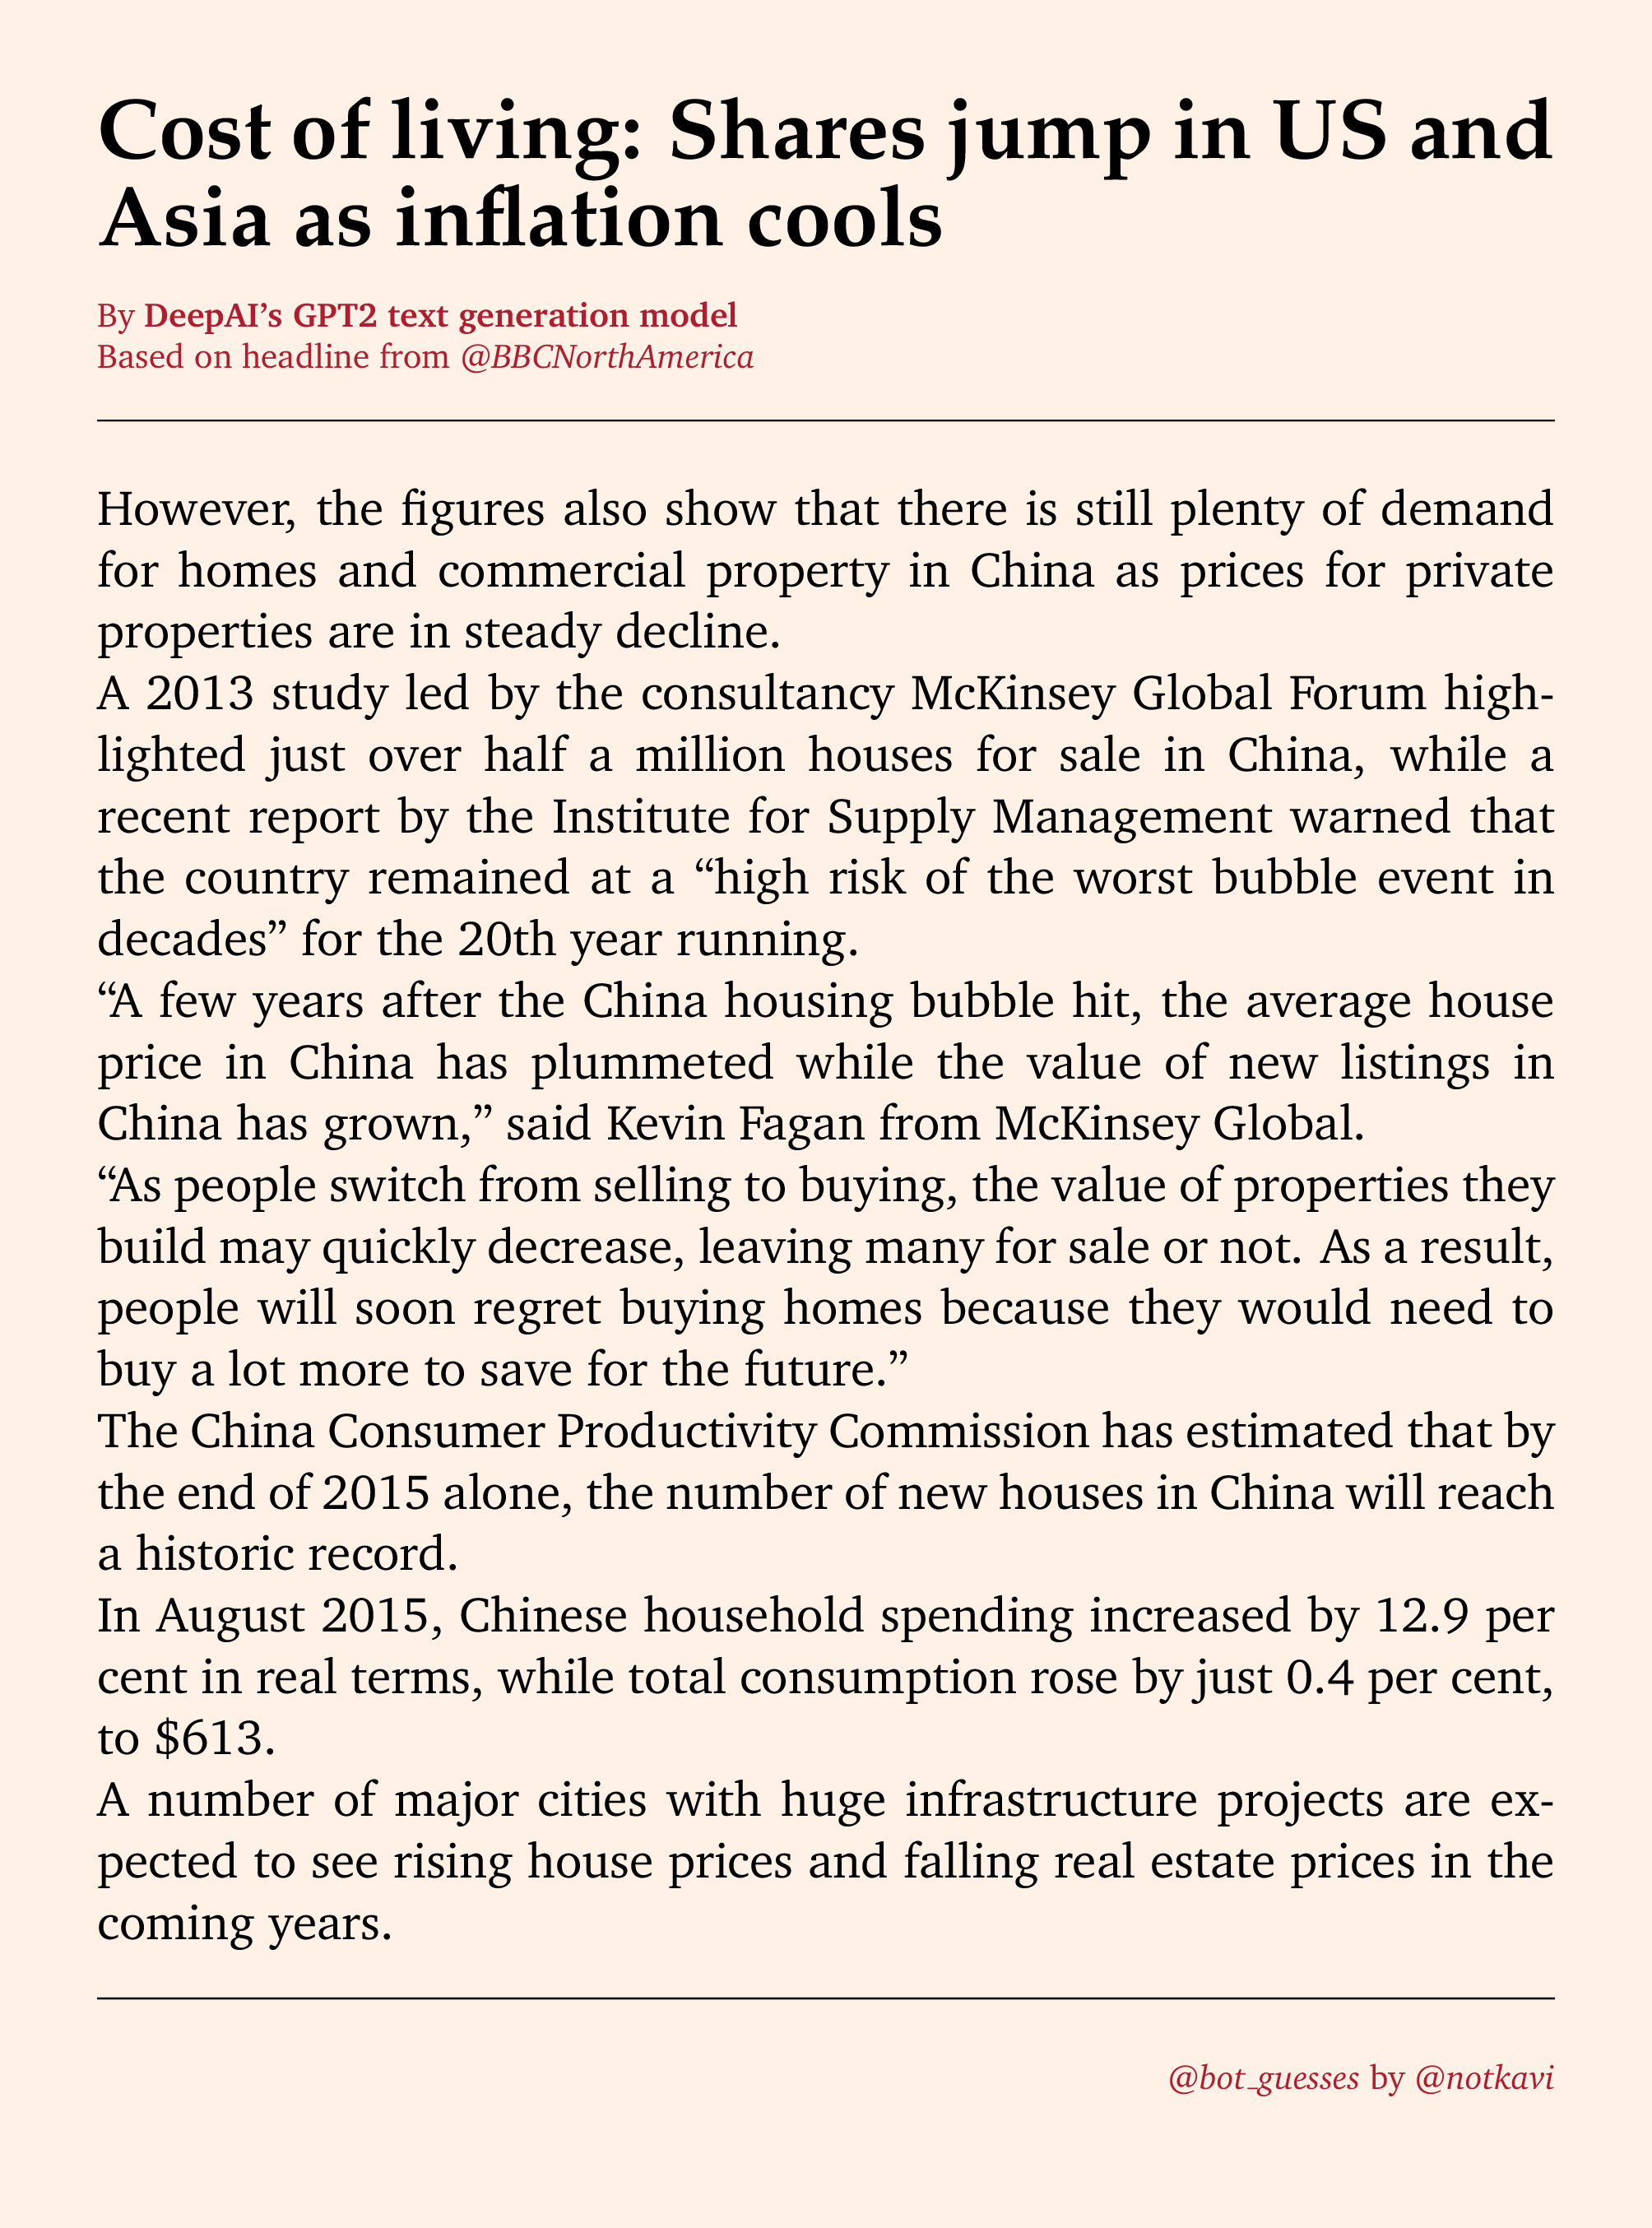 Cost of living: Shares jump in US and
Asia as inflation cools
By DeepAI’s GPT2 text generation model
Based on headline from @BBCNorthAmerica
However, the figures also show that there is still plenty of demand
for homes and commercial property in China as prices for private
properties are in steady decline.
A 2013 study led by the consultancy McKinsey Global Forum high-
lighted just over half a million houses for sale in China, while a
recent report by the Institute for Supply Management warned that
the country remained at a “high risk of the worst bubble event in
decades” for the 20th year running.
“A few years after the China housing bubble hit, the average house
price in China has plummeted while the value of new listings in
China has grown,” said Kevin Fagan from McKinsey Global.
“As people switch from selling to buying, the value of properties they
build may quickly decrease, leaving many for sale or not. As a result,
people will soon regret buying homes because they would need to
buy a lot more to save for the future.”
The China Consumer Productivity Commission has estimated that by
the end of 2015 alone, the number of new houses in China will reach
a historic record.
In August 2015, Chinese household spending increased by 12.9 per
cent in real terms, while total consumption rose by just 0.4 per cent,
to $613.
A number of major cities with huge infrastructure projects are ex-
pected to see rising house prices and falling real estate prices in the
coming years.
@bot_guesses by @notkavi